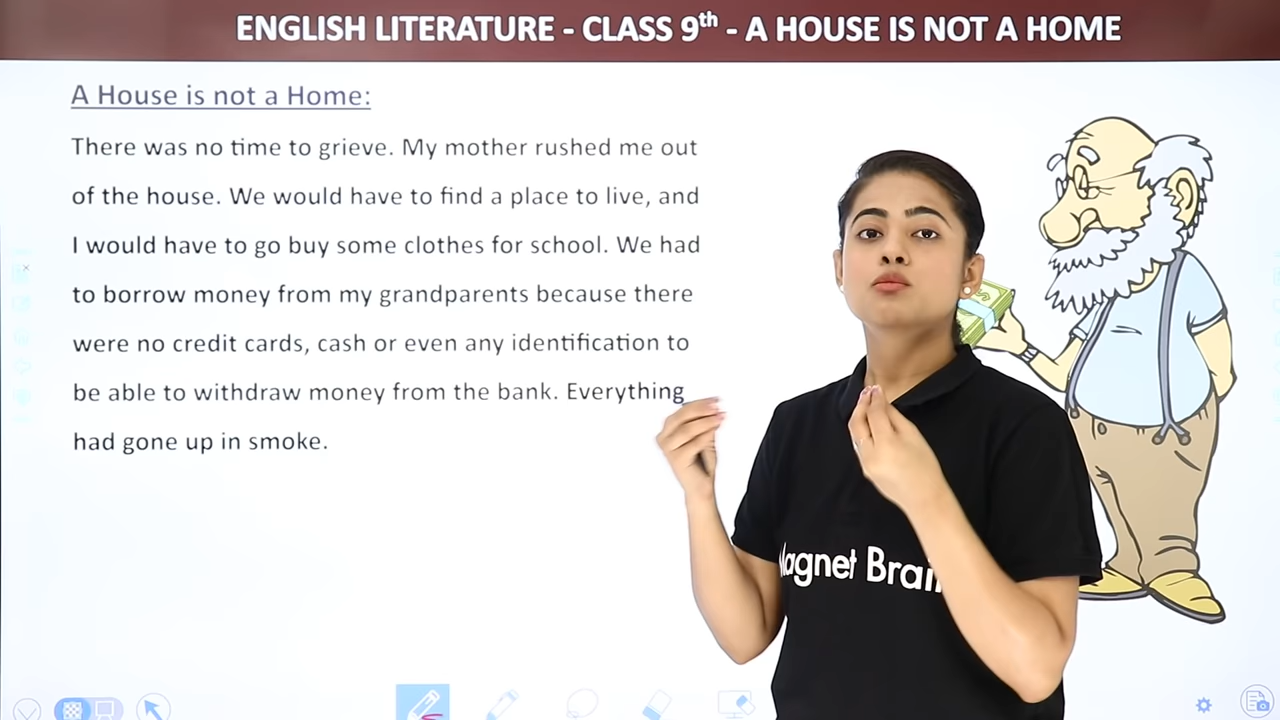 ENGLISH LITERATURE - CLASS 9th - A HOUSE IS NOT A HOME
A House is not a Home:
There was no time to grieve. My mother rushed me out
of the house. We would have to find a place to live, and
I would have to go buy some clothes for school. We had
to borrow money from my grandparents because there
were no credit cards, cash or even any identification to
be able to withdraw money from the bank. Everything
had gone up in smoke.